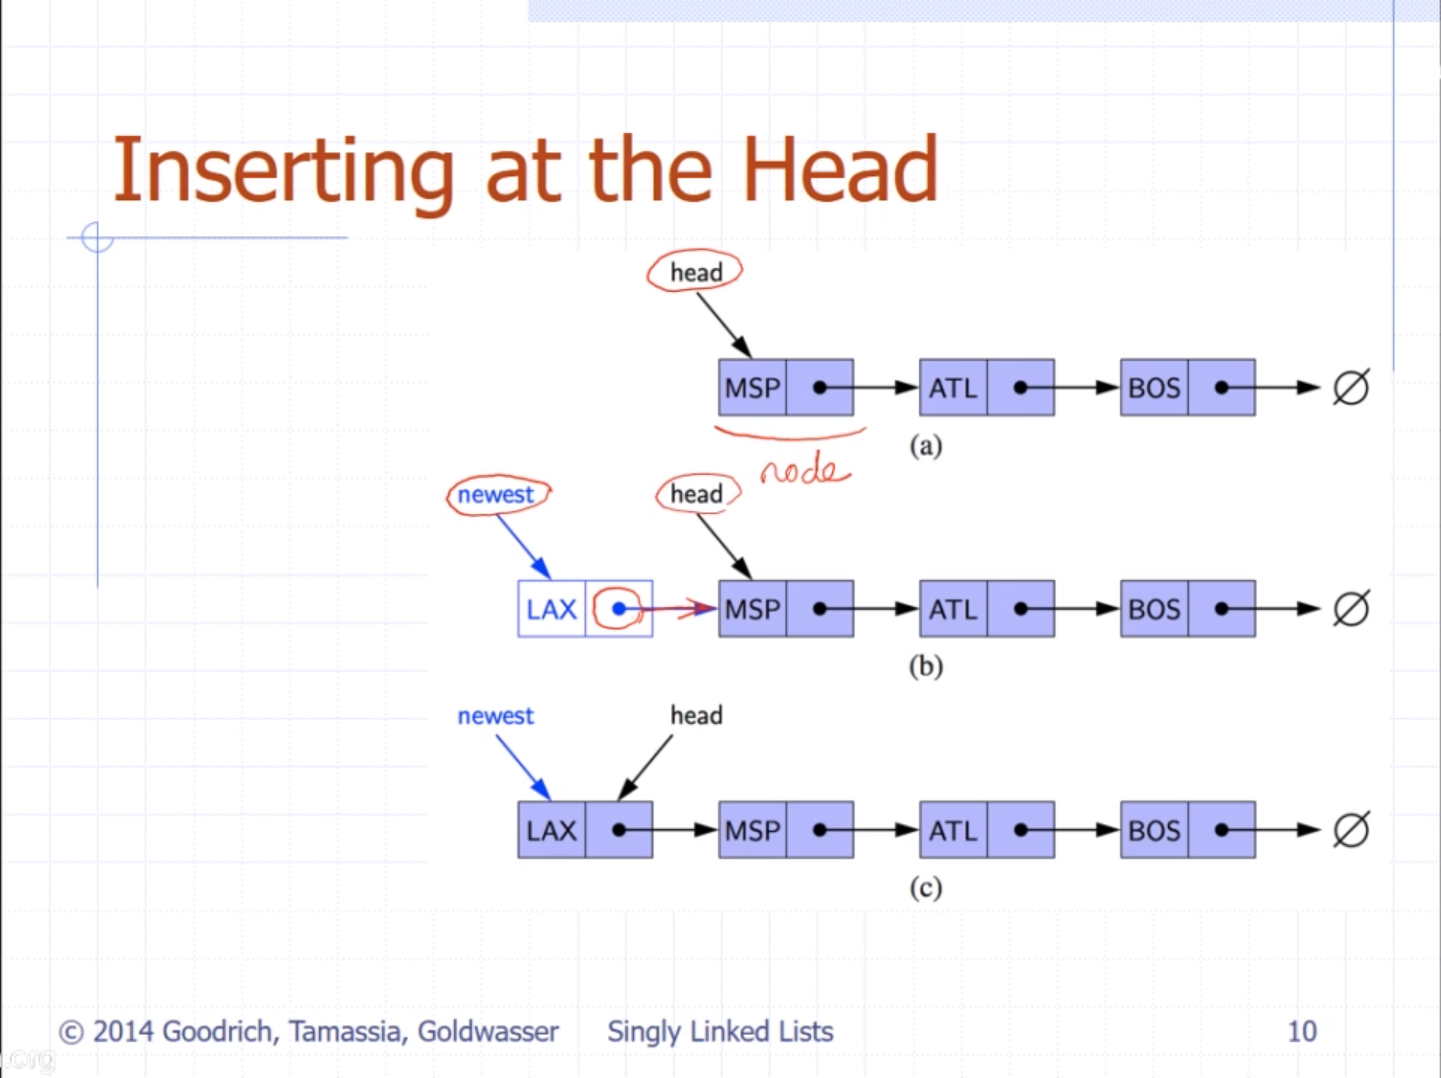 Inserting at the Head
head
MSP ATL BOS ∅
(a)
node
newest head
LAX MSP ATL BOS ∅
(b)
newest head
LAX MSP ATL BOS ∅
(c)
© 2014 Goodrich, Tamassia, Goldwasser Singly Linked Lists 10
.org